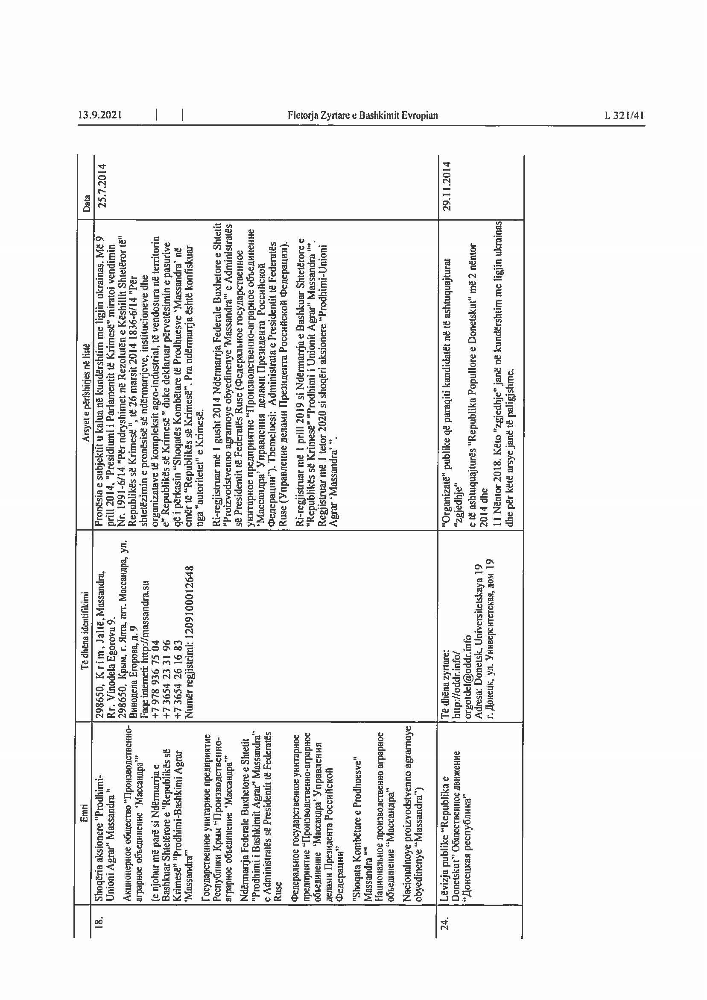 13.9.2021 | | Fletorja Zyrtare e Bashkimit Evropian L 321/41
Emri
Të dhëna identifikimi
Arsyet e përfshirjes në listë
Data
18.
Shoqëria aksionere "Prodhimi-
Unioni Agrar" Massandra "
Акционерное общество “Производственно-
аграрное объединение ‘Массандра’”
(e njohur më parë si Ndërmarrja e
Bashkuar Shtetërore e "Republikës së
Krimesë" "Prodhimi-Bashkimi Agrar
'Massandra”
Государственное унитарное предприятие
Республики Крым “Производственно-
аграрное объединение ‘Массандра’”
Ndërmarrja Federale Buxhetore e Shtetit
"Prodhimi i Bashkimit Agrar" Massandra”
e Administratës së Presidentit të Federatës
Ruse
Федеральное государственное унитарное
предприятие “Производственно-аграрное
объединение ‘Массандра’ Управления
делами Президента Российской
Федерации”
"Shoqata Kombëtare e Prodhuesve"
Massandra ""
Национальное производственно аграрное
объединение “Массандра”
Nacionalnoye proizvodstvenno agrarnoye
obyedinenye “Massandra”)
298650, Krim, Jaltë, Massandra,
Rr. Vinodela Egorova 9.
298650, Крым, г. Ялта, пгт. Массандра, ул.
Винодела Егорова, д. 9
Faqe interneti: http://massandra.su
+7 978 936 75 04
+7 3654 23 31 96
+7 3654 26 16 83
Numër regjistrimi: 1209100012648
Pronësia e subjektit u kalua në kundërshtim me ligjin ukrainas. Më 9
prill 2014, "Presidiumi i Parlamentit të Krimesë" miratoi vendimin
Nr. 1991-6/14 "Për ndryshimet në Rezolutën e Këshillit Shtetëror të"
Republikës së Krimesë ", të 26 marsit 2014 1836-6/14 "Për
shtetëzimin e pronësisë së ndërmarrjeve, institucioneve dhe
organizatave të kompleksit agro-industrial, të vendosura në territorin
e" Republikës së Krimesë " duke deklaruar përvetësimin e pasurive
që i përkasin “Shoqatës Kombëtare të Prodhuesve ‘Massandra’ në
emër të “Republikës së Krimesë”. Pra ndërmarrja është konfiskuar
nga "autoritetet" e Krimesë.
Ri-regjistruar më 1 gusht 2014 Ndërmarrja Federale Buxhetore e Shtetit
"Proizvodstvenno agrarnoye obyedinenye 'Massandra'" e Administratës
së Presidentit të Federatës Ruse (Федеральное государственное
унитарное предприятие “Производственно-аграрное объединение
‘Массандра’ Управления делами Президента Российской
Федерации”). Themeluesi: Administrata e Presidentit të Federatës
Ruse (Управление делами Президента Российской Федерации).
Ri-regjistruar më 1 prill 2019 si Ndërmarrja e Bashkuar Shtetërore e
"Republikës së Krimesë" "Prodhimi i Unionit Agrar" Massandra "".
Regjistruar më 1 tetor 2020 si shoqëri aksionere “Prodhimi-Unioni
Agrar ‘Massandra’ ”.
25.7.2014
24.
Lëvizja publike “Republika e
Donetskut” Общественное движение
“Донецкая республика”
Të dhëna zyrtare:
http://oddr.info/
orgotdel@oddr.info
Adresa: Donetsk, Universitetskaya 19
г. Донецк, ул. Университетская, дом 19
"Organizatë" publike që paraqiti kandidatët në të ashtuquajturat
"zgjedhje"
e të ashtuquajturës "Republika Popullore e Donetskut" më 2 nëntor
2014 dhe
11 Nëntor 2018. Këto "zgjedhje" janë në kundërshtim me ligjin ukrainas
dhe për këtë arsye janë të paligjshme.
29.11.2014